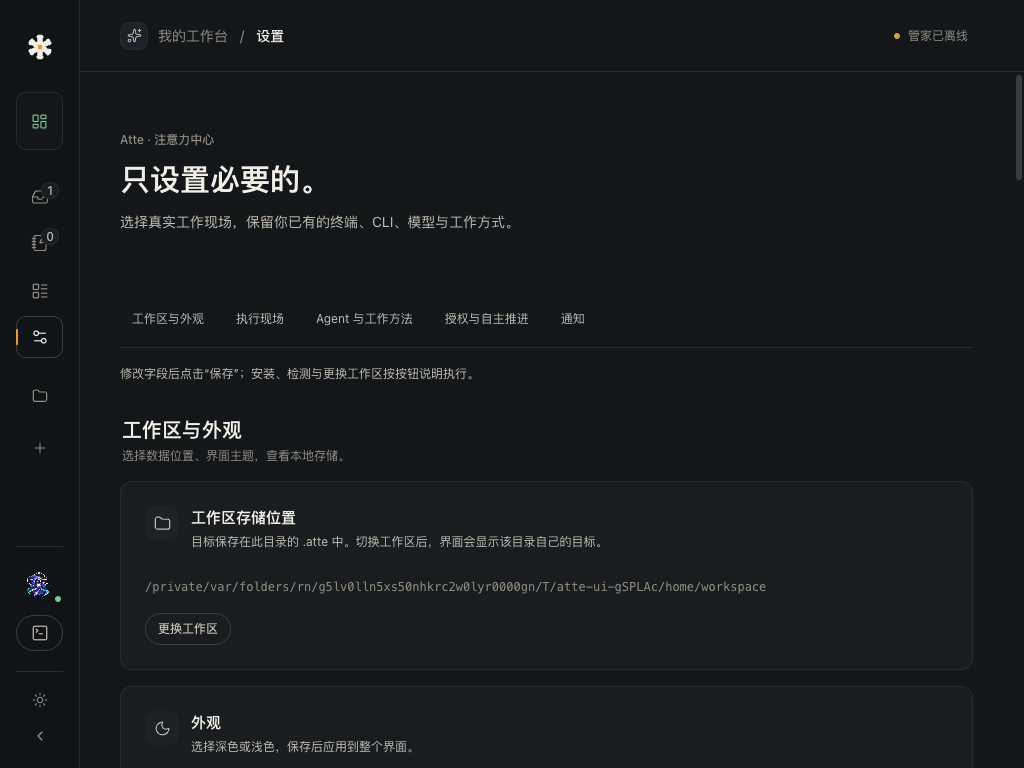 我的工作台 / 设置
管家已离线
1
0
Atte · 注意力中心
只设置必要的。
选择真实工作现场，保留你已有的终端、CLI、模型与工作方式。
工作区与外观 执行现场 Agent 与工作方法 授权与自主推进 通知
修改字段后点击“保存”；安装、检测与更换工作区按按钮说明执行。
工作区与外观
选择数据位置、界面主题，查看本地存储。
工作区存储位置
目标保存在此目录的 .atte 中。切换工作区后，界面会显示该目录自己的目标。
/private/var/folders/rn/g5lv0lln5xs50nhkrc2w0lyr0000gn/T/atte-ui-gSPLAc/home/workspace
更换工作区
外观
选择深色或浅色，保存后应用到整个界面。